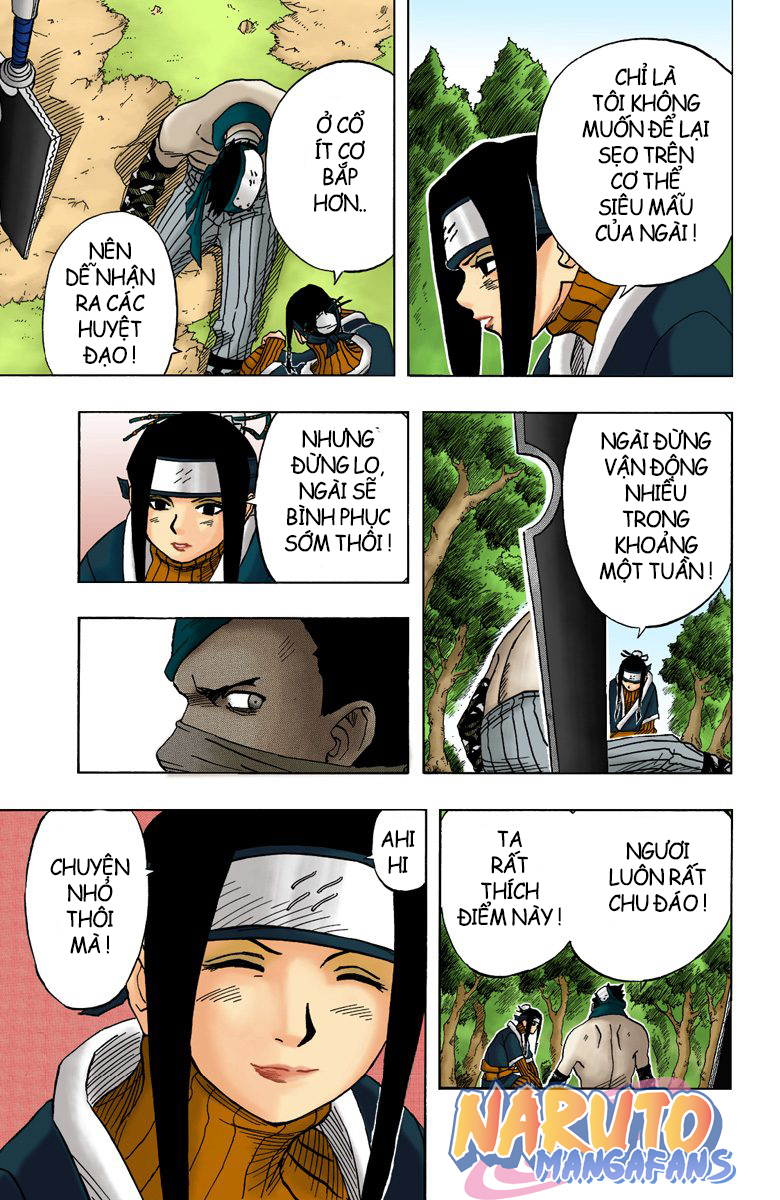 CHỈ LÀ
TÔI KHÔNG
MUỐN ĐỂ LẠI
SẸO TRÊN
CƠ THỂ
SIÊU MẪU
CỦA NGÀI !
Ở CỔ
ÍT CƠ
BẮP
HƠN..
NÊN
DỄ NHẬN
RA CÁC
HUYỆT
ĐẠO !
NGÀI ĐỪNG
VẬN ĐỘNG
NHIỀU
TRONG
KHOẢNG
MỘT TUẦN !
NHƯNG
ĐỪNG LO,
NGÀI SẼ
BÌNH PHỤC
SỚM THÔI !
NGƯƠI
LUÔN RẤT
CHU ĐÁO !
TA
RẤT
THÍCH
ĐIỂM NÀY !
AHI
HI
CHUYỆN
NHỎ
THÔI
MÀ !
NARUTO
MANGAFANS